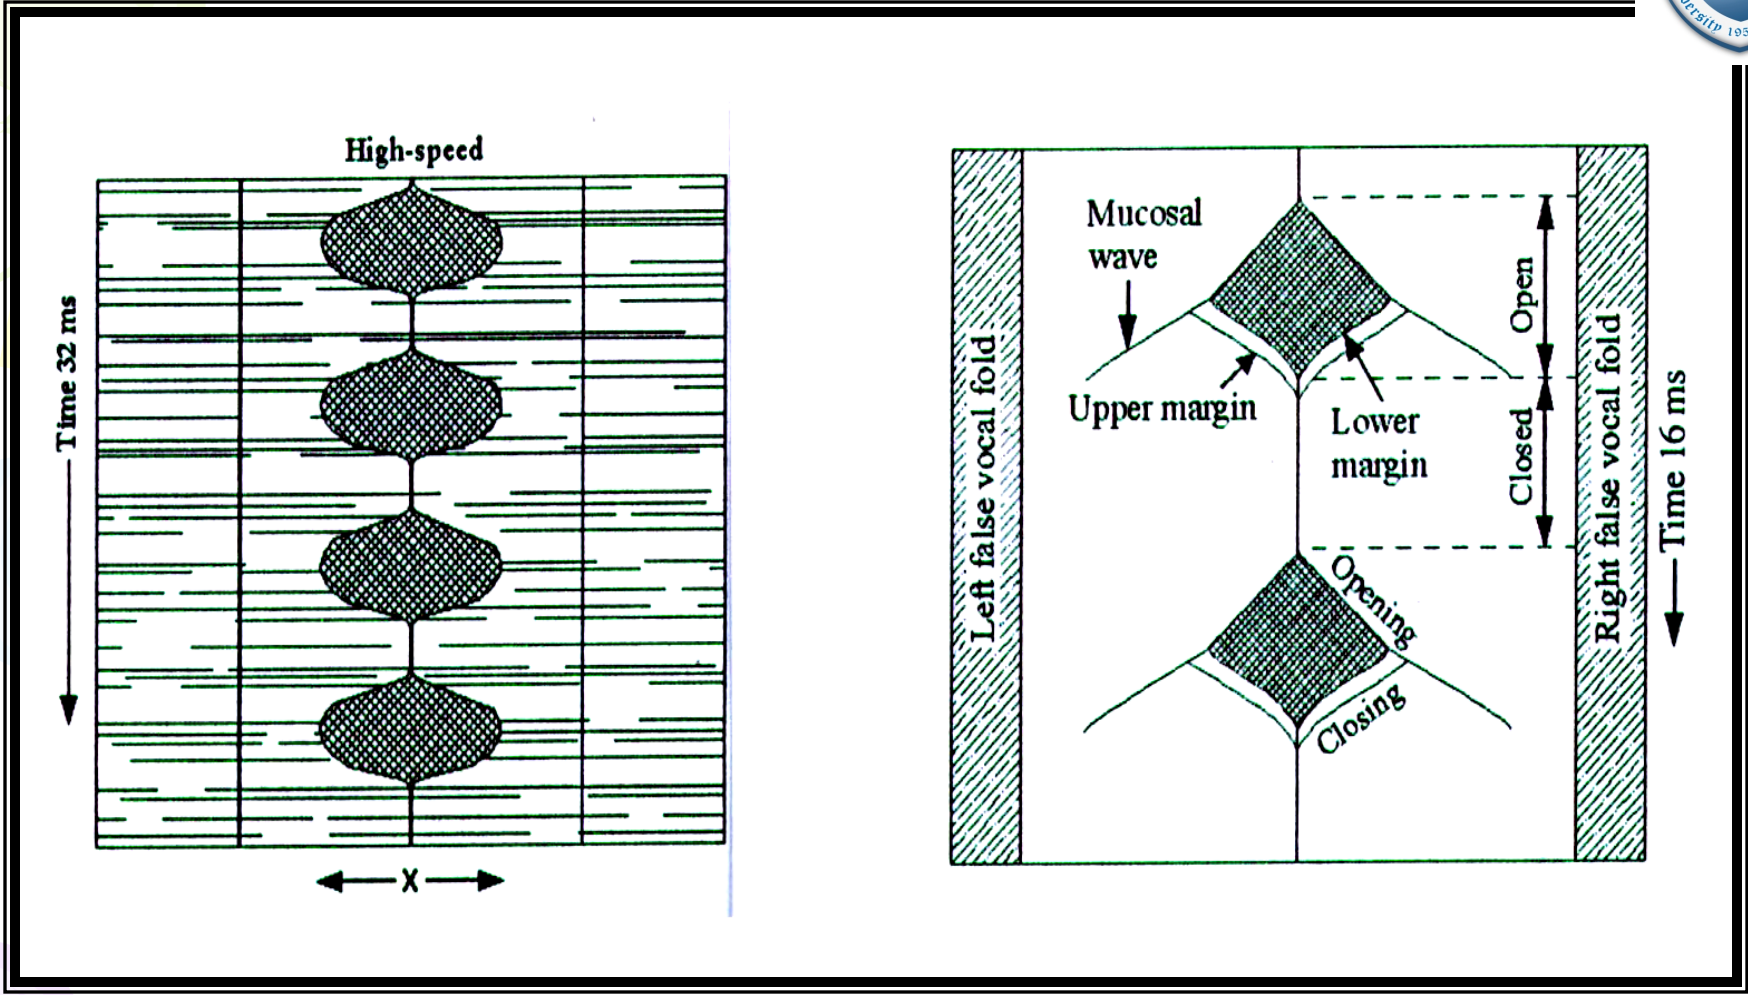 High-speed
Time 32 ms
X
Mucosal
wave
Upper margin
Lower
margin
Open
Closed
Opening
Closing
Left false vocal fold
Right false vocal fold
Time 16 ms